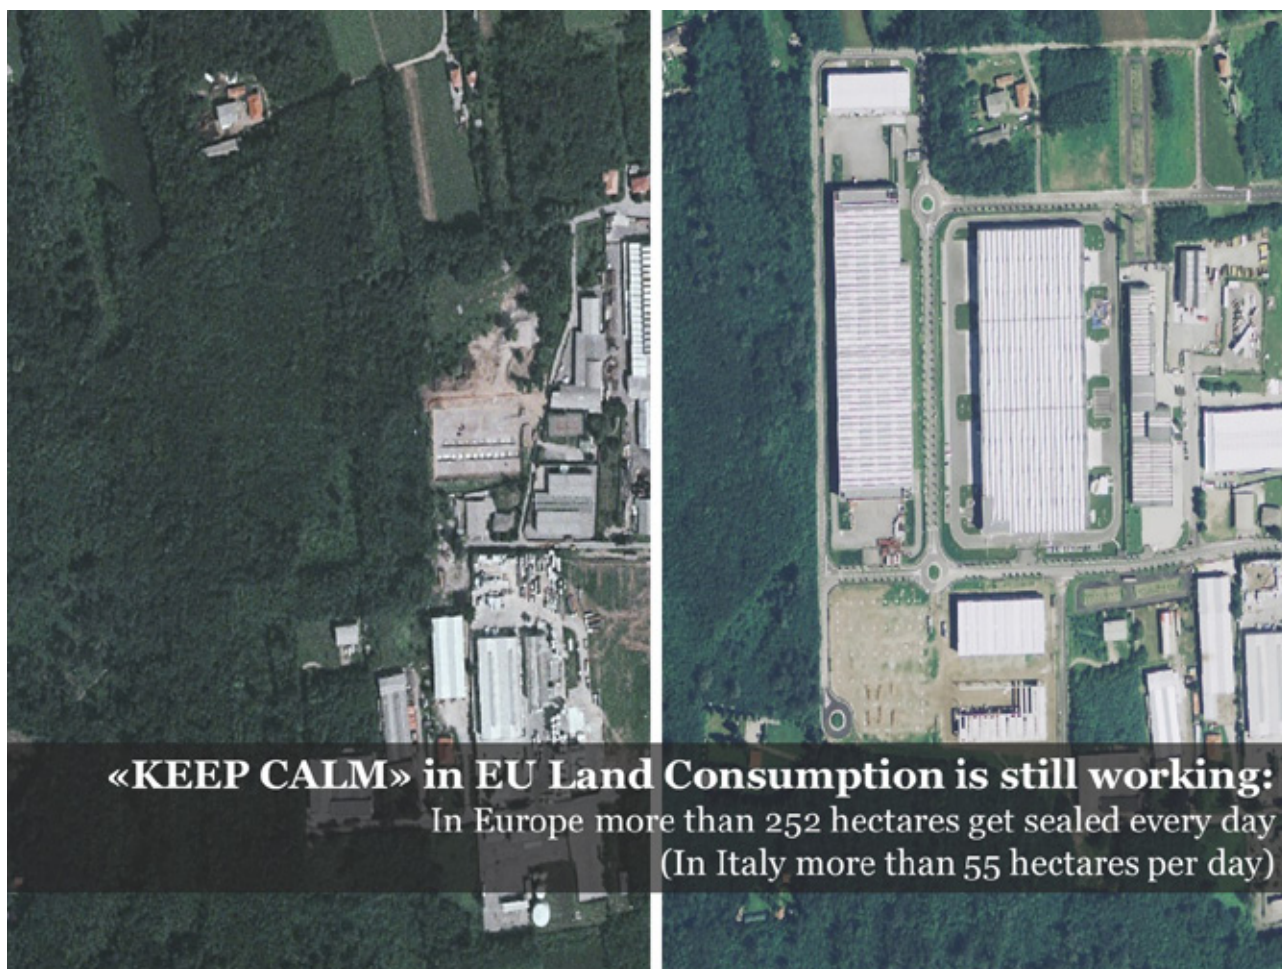 «KEEP CALM» in EU Land Consumption is still working:
In Europe more than 252 hectares get sealed every day
(In Italy more than 55 hectares per day)